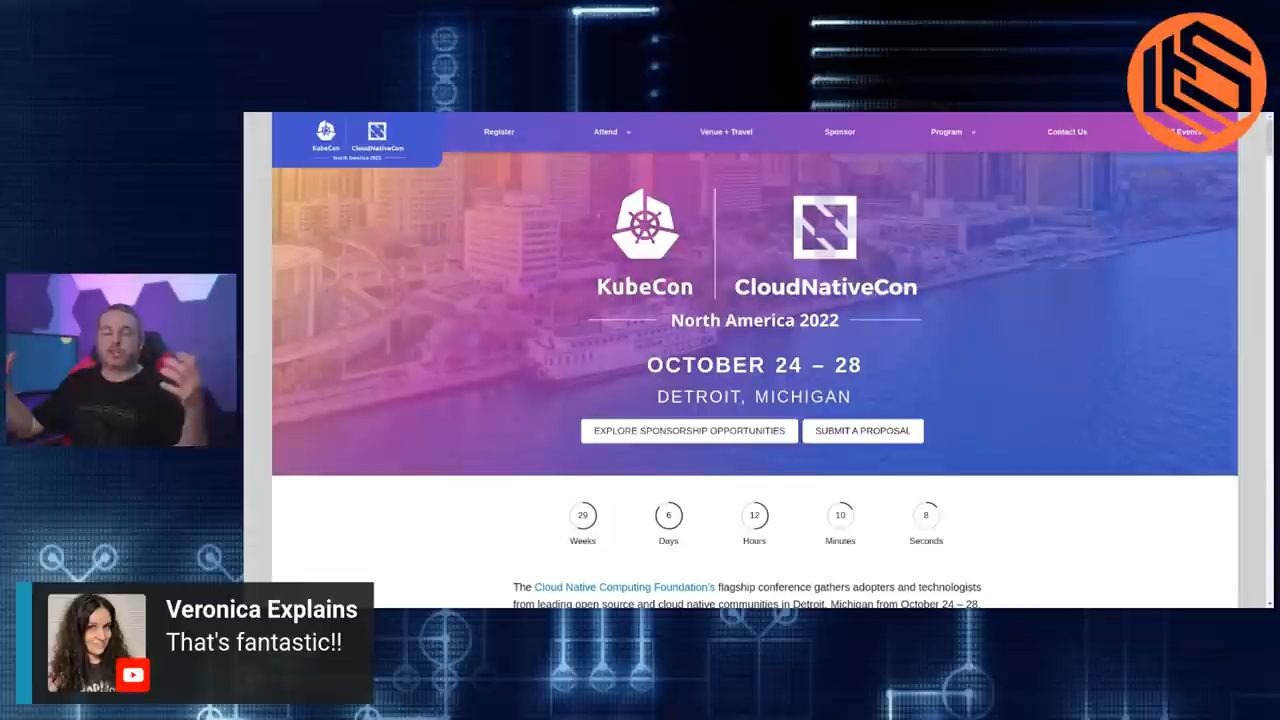 KubeCon
CloudNativeCon
North America 2022
Register
Attend
Venue + Travel
Sponsor
Program
Contact Us
KubeCon
CloudNativeCon
North America 2022
OCTOBER 24 – 28
DETROIT, MICHIGAN
EXPLORE SPONSORSHIP OPPORTUNITIES
SUBMIT A PROPOSAL
29
6
12
10
8
Weeks
Days
Hours
Minutes
Seconds
The Cloud Native Computing Foundation's flagship conference gathers adopters and technologists
from leading open source and cloud native communities in Detroit, Michigan from October 24 – 28,
Veronica Explains
That's fantastic!!